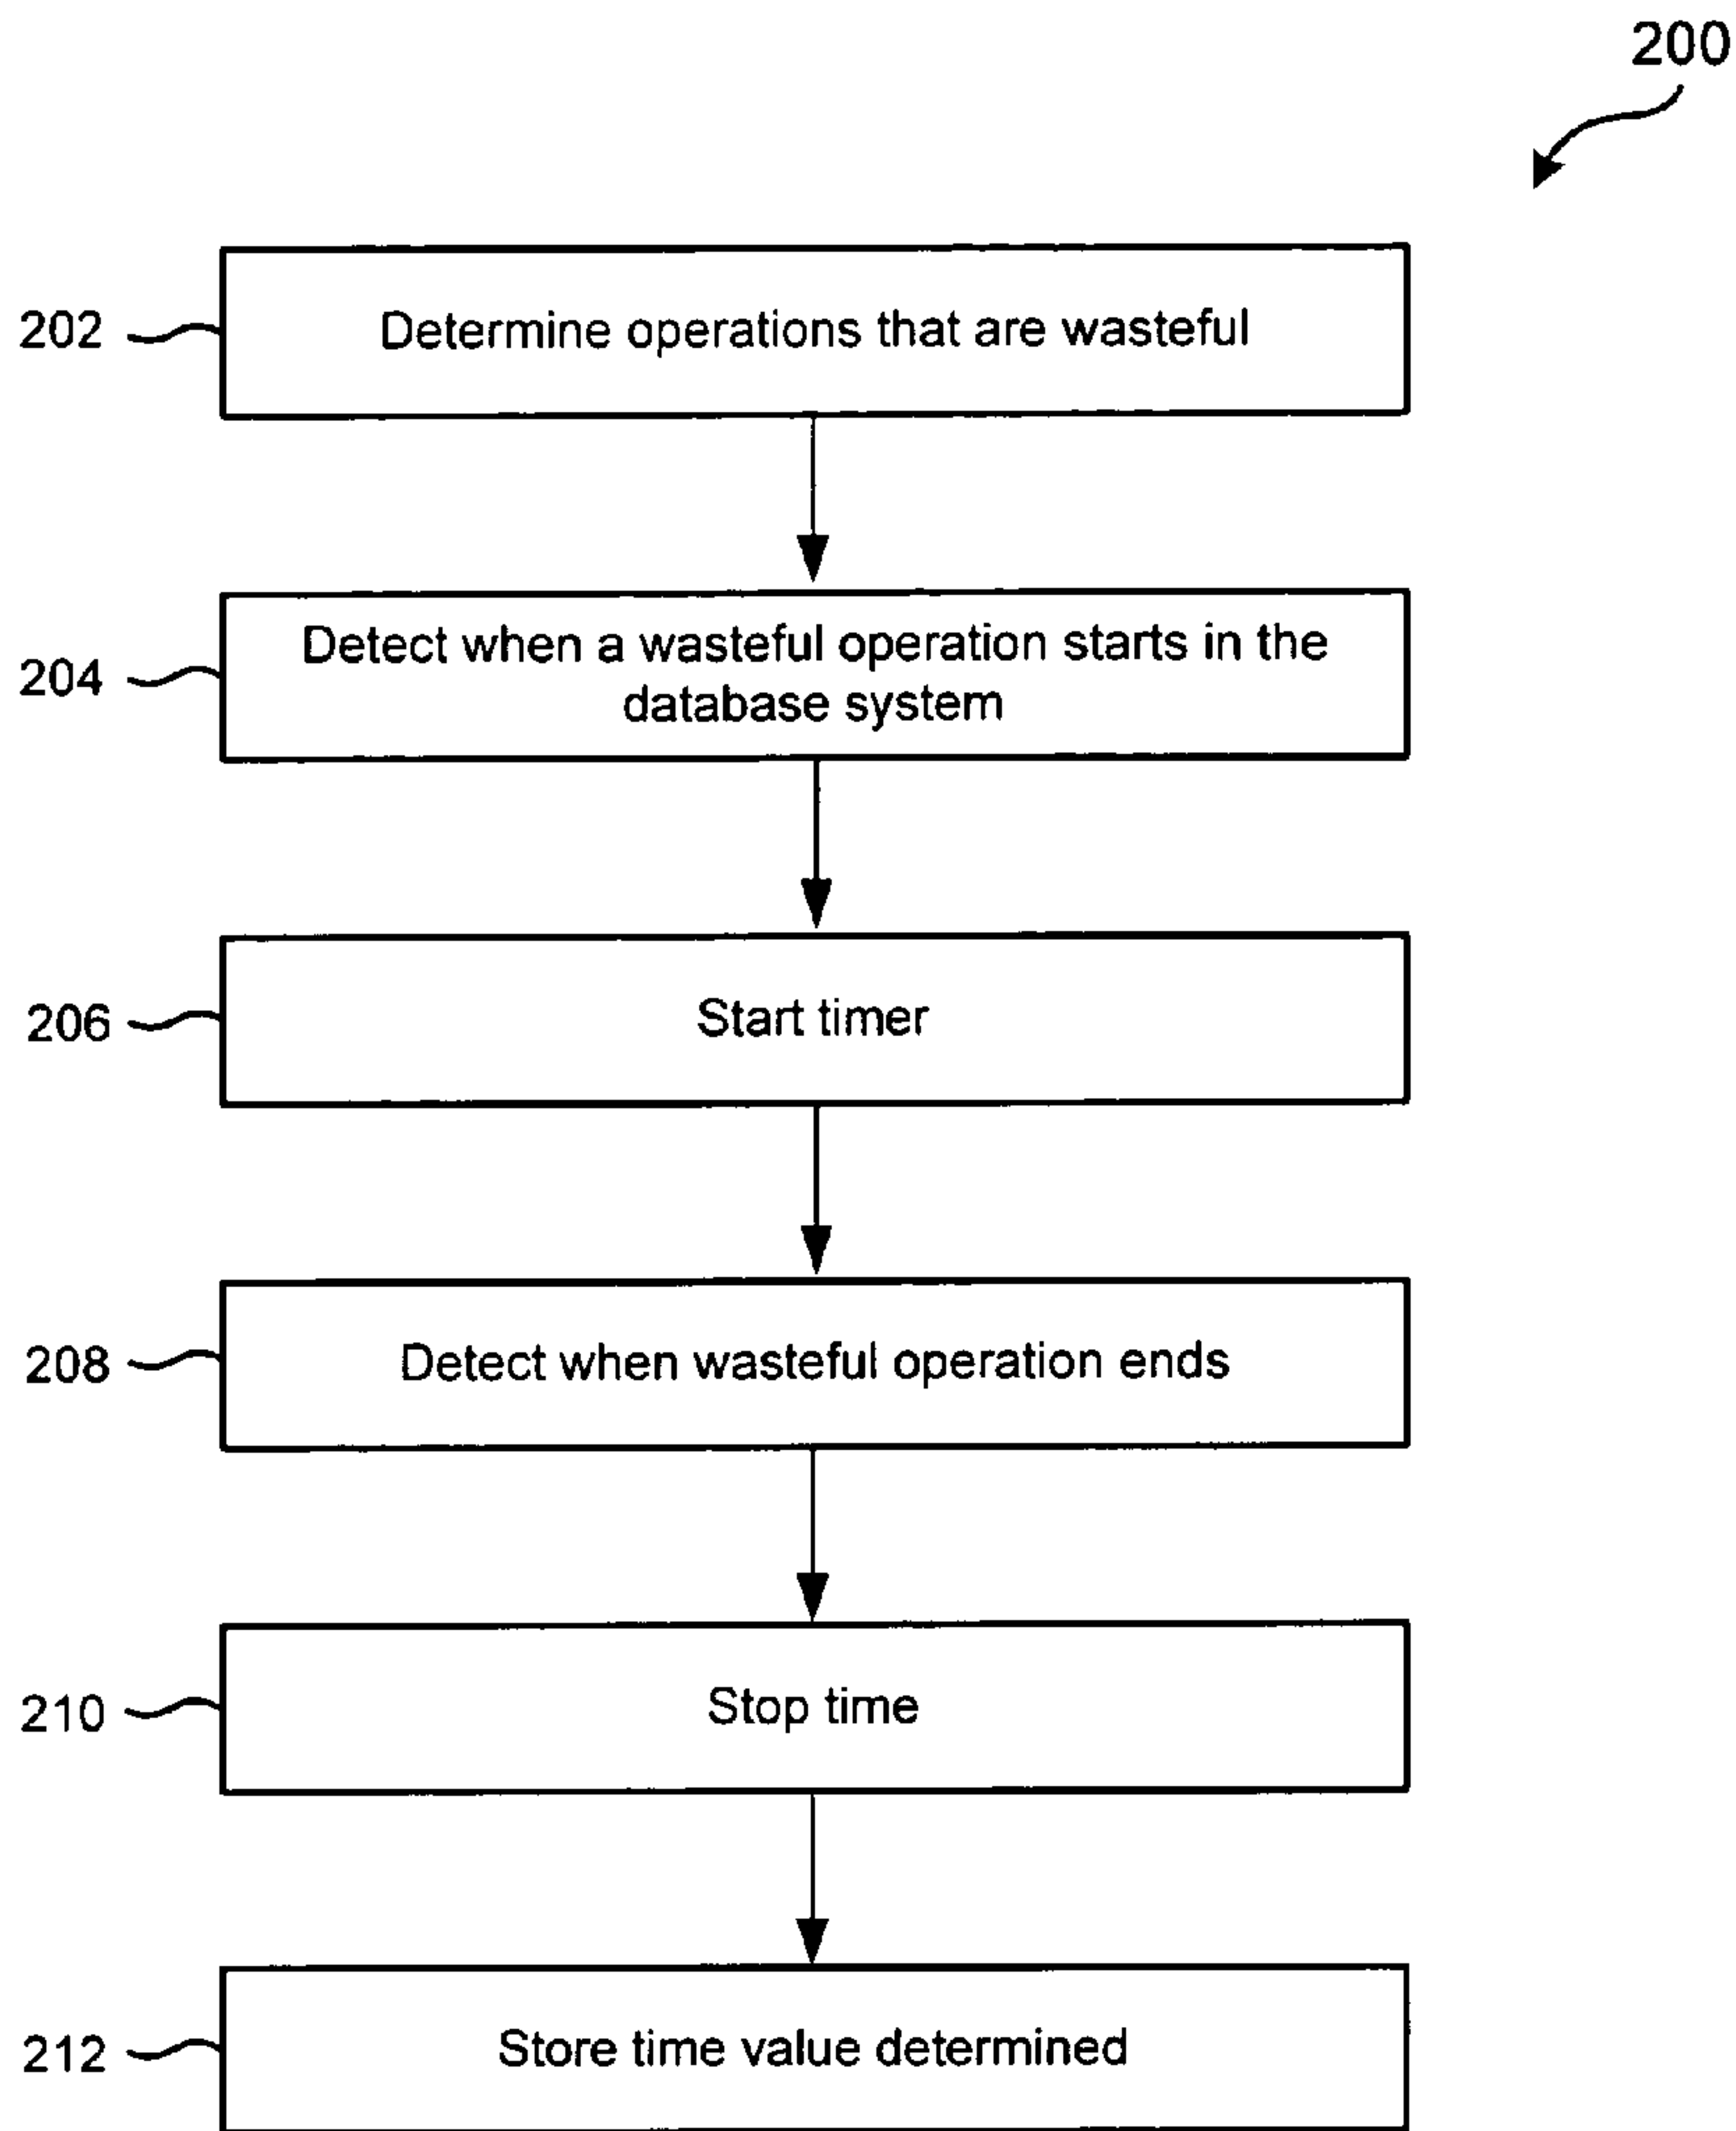 200
202
Determine operations that are wasteful
204
Detect when a wasteful operation starts in the
database system
206
Start timer
208
Detect when wasteful operation ends
210
Stop time
212
Store time value determined